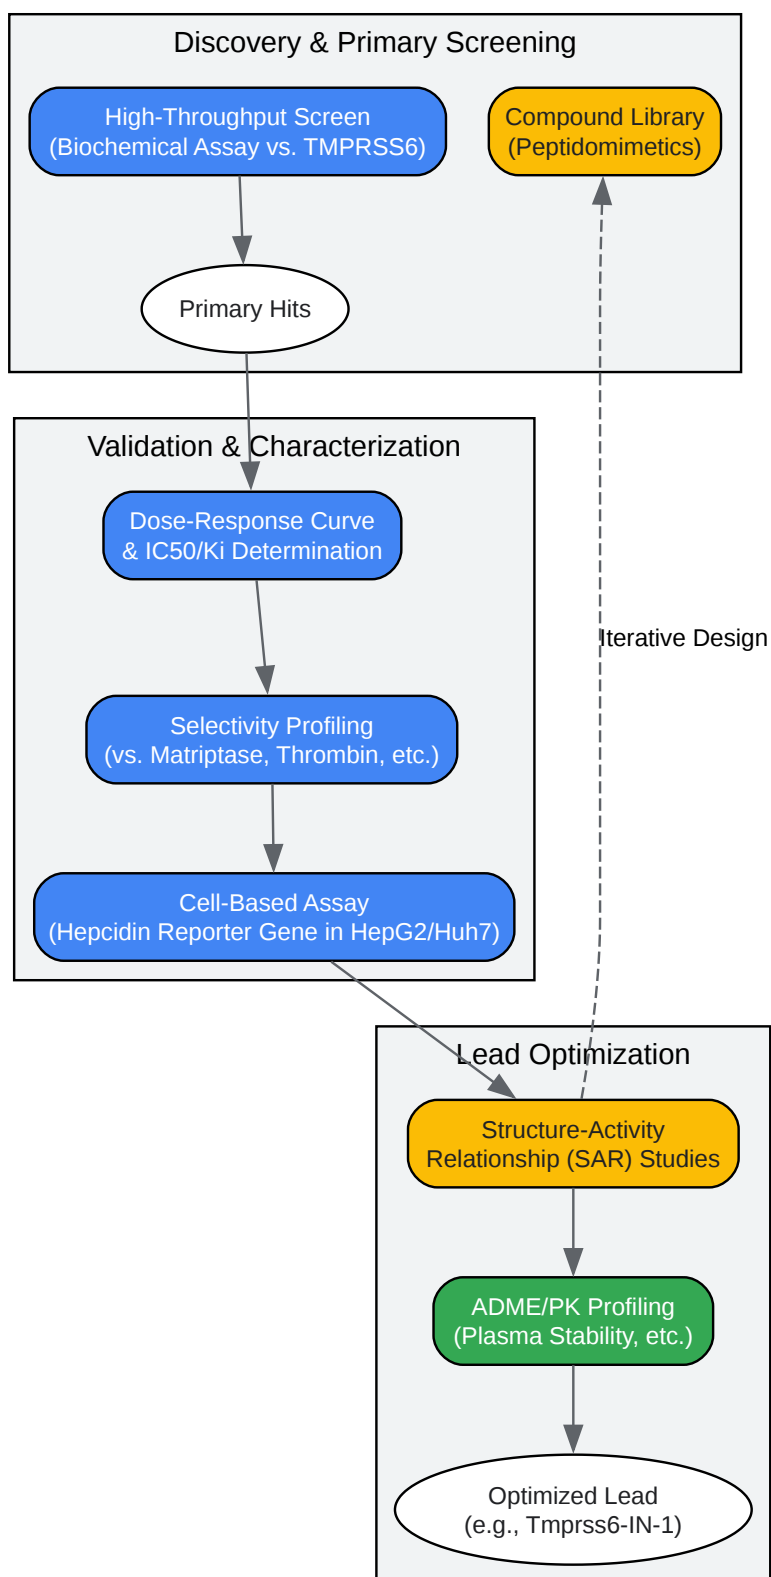 Discovery & Primary Screening
High-Throughput Screen
(Biochemical Assay vs. TMPRSS6)
Compound Library
(Peptidomimetics)
Primary Hits
Validation & Characterization
Dose-Response Curve
& IC50/Ki Determination
Iterative Design
Selectivity Profiling
(vs. Matriptase, Thrombin, etc.)
Cell-Based Assay
(Hepcidin Reporter Gene in HepG2/Huh7)
Lead Optimization
Structure-Activity
Relationship (SAR) Studies
ADME/PK Profiling
(Plasma Stability, etc.)
Optimized Lead
(e.g., Tmprss6-IN-1)